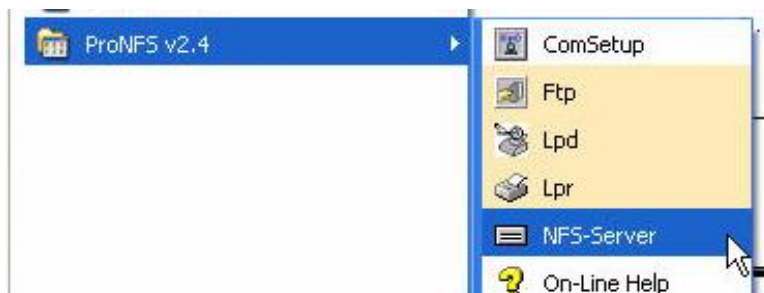 ProNFS v2.4
ComSetup
Ftp
Lpd
Lpr
NFS-Server
On-Line Help